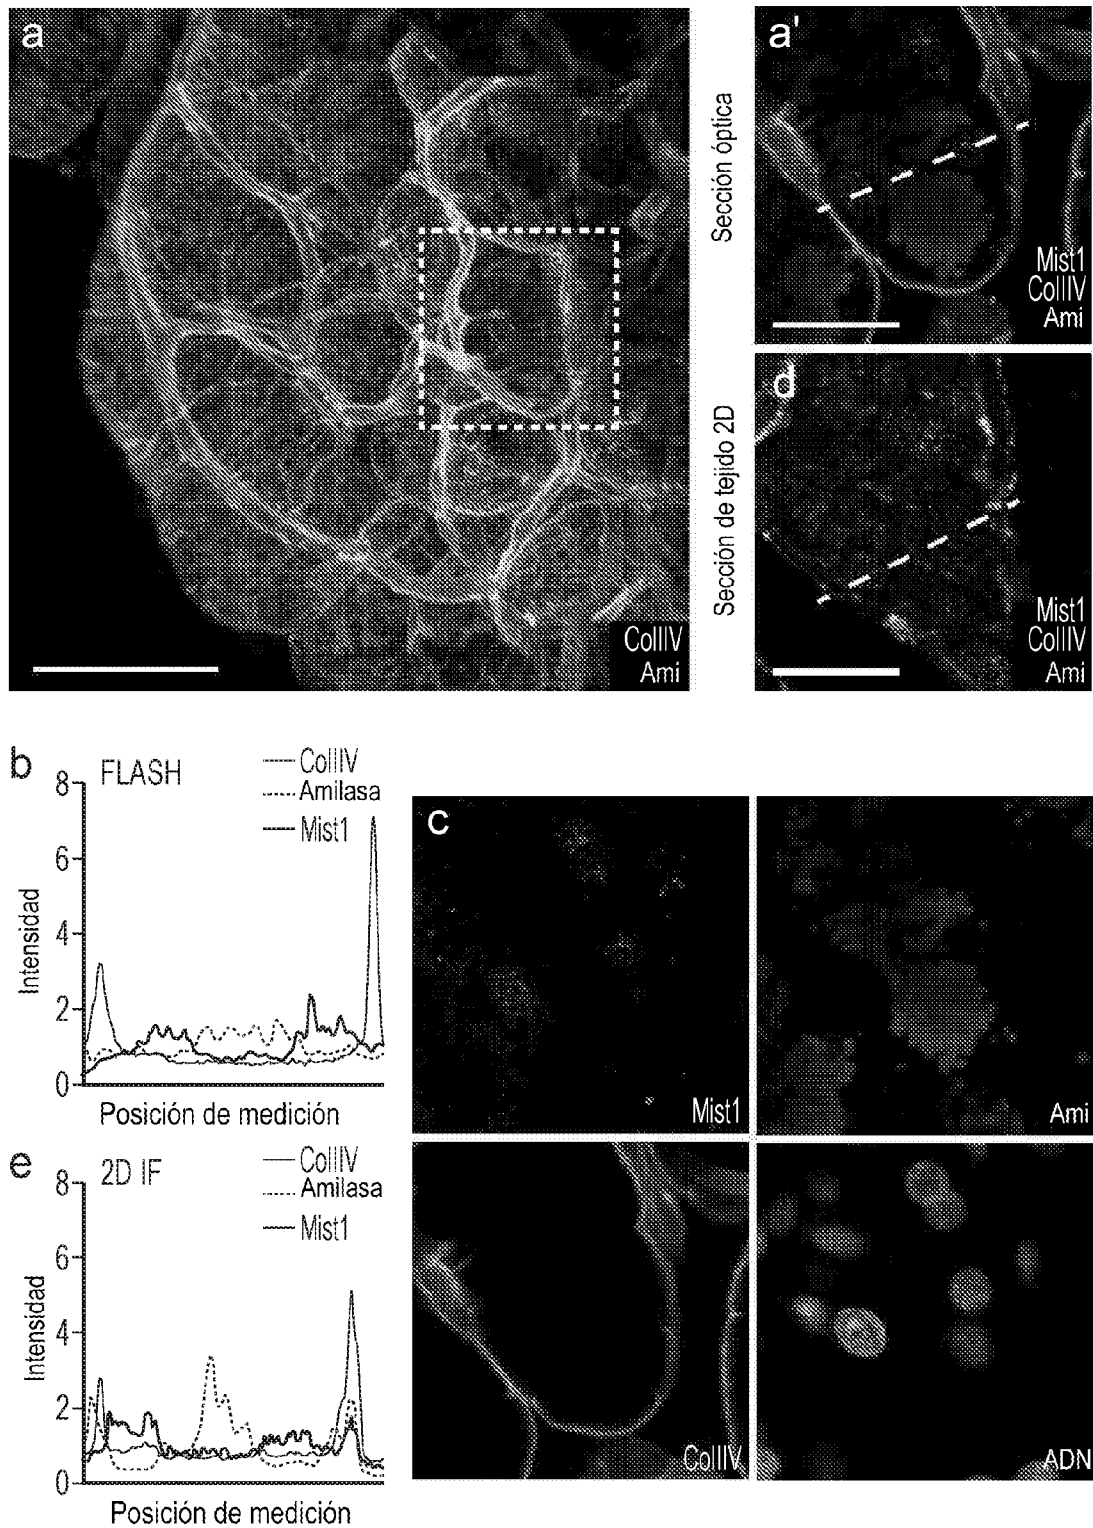 a
ColIIV
Ami
Sección óptica
a'
Mist1
ColIIV
Ami
Sección de tejido 2D
d
Mist1
ColIIV
Ami
b
FLASH
ColIIV
Amilasa
Mist1
Intensidad
8
6
4
2
0
Posición de medición
c
Mist1
Ami
ColIIV
ADN
e
2D IF
ColIIV
Amilasa
Mist1
Intensidad
8
6
4
2
0
Posición de medición